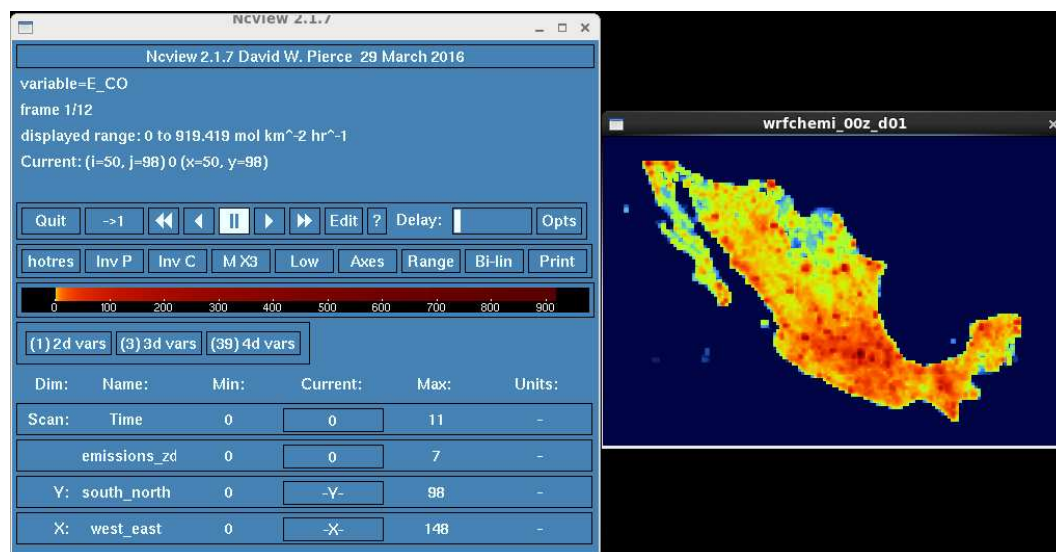 Ncview 2.1.7
Ncview 2.1.7 David W. Pierce 29 March 2016
variable=E_CO
frame 1/12
displayed range: 0 to 919.419 mol km^-2 hr^-1
Current: (i=50, j=98) 0 (x=50, y=98)
Quit ->1 Edit ? Delay: Opts
hotres Inv P Inv C M X3 Low Axes Range Bi-lin Print
0 100 200 300 400 500 600 700 800 900
(1) 2d vars (3) 3d vars (39) 4d vars
Dim: Name: Min: Current: Max: Units:
Scan: Time 0 0 11 -
emissions_zd 0 0 7 -
Y: south_north 0 -Y- 98 -
X: west_east 0 -X- 148 -
wrfchemi_00z_d01